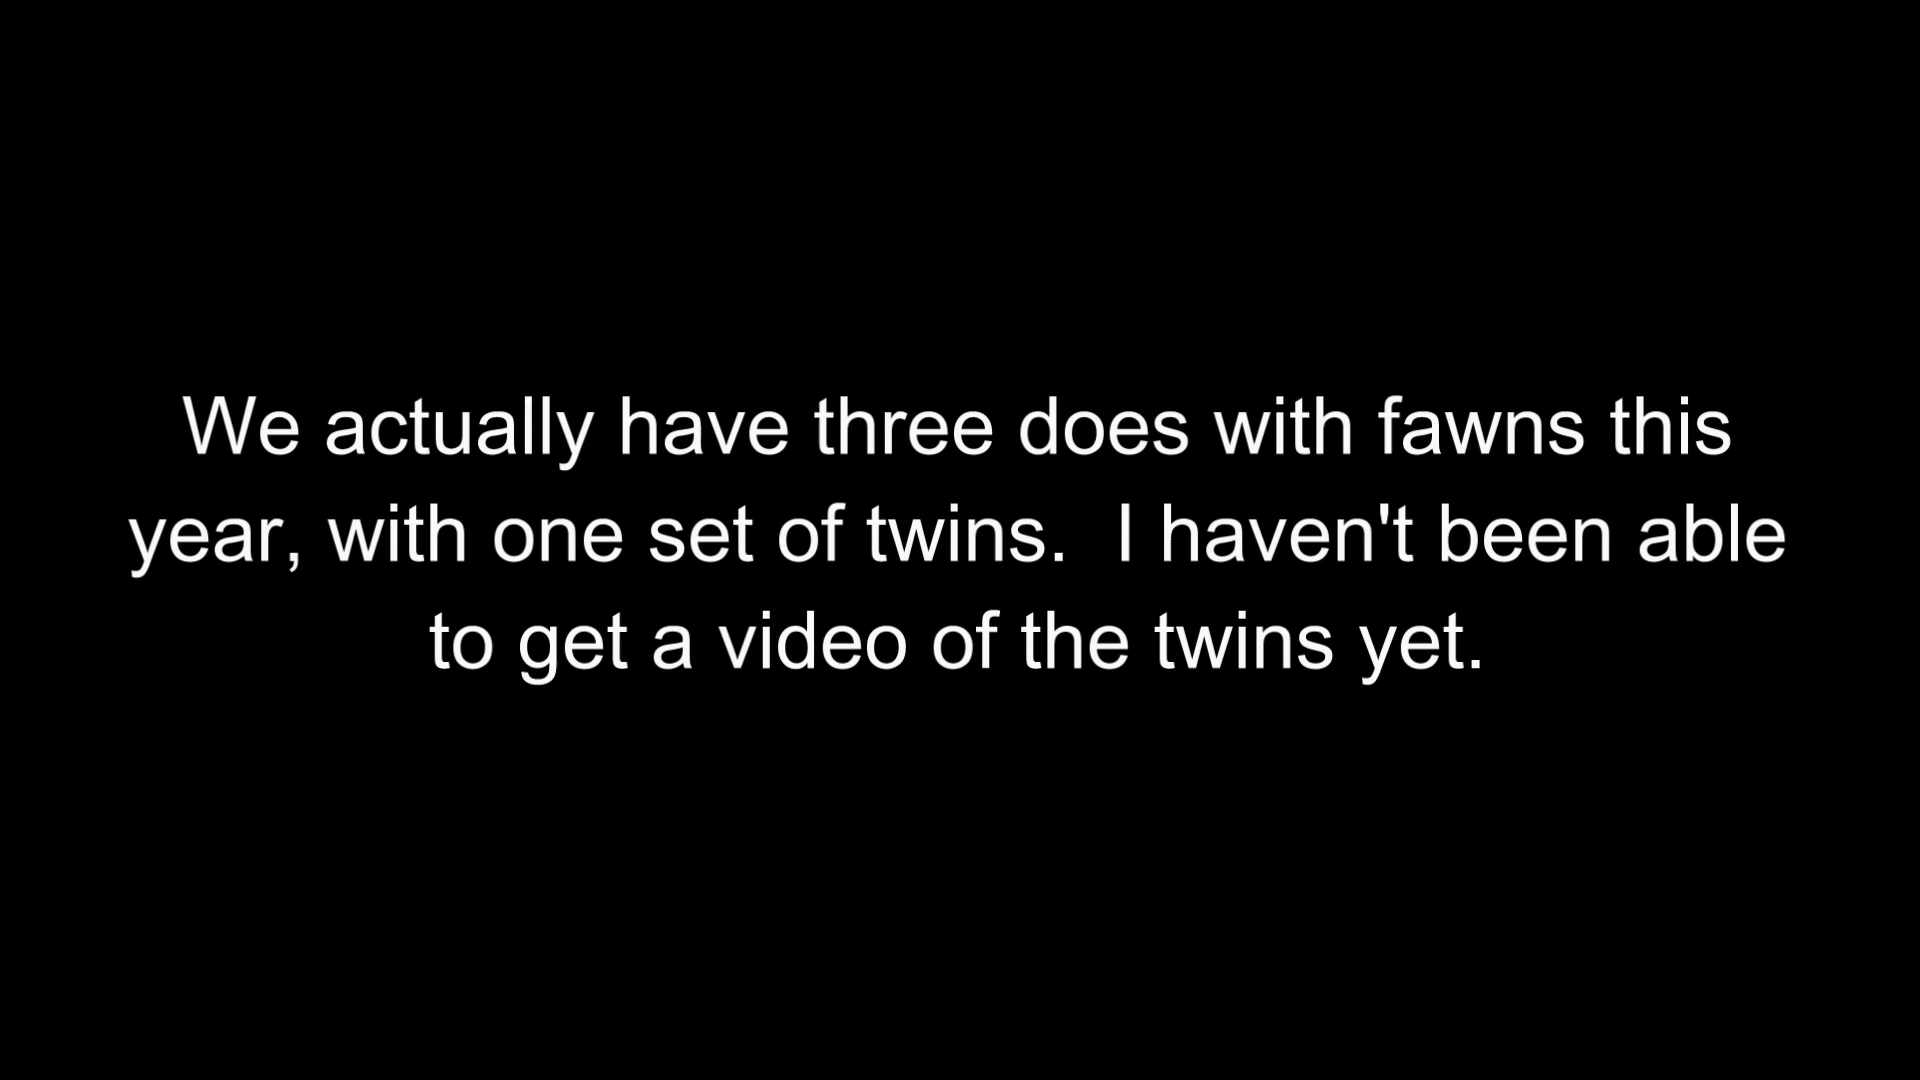 We actually have three does with fawns this
year, with one set of twins.  I haven't been able
to get a video of the twins yet.